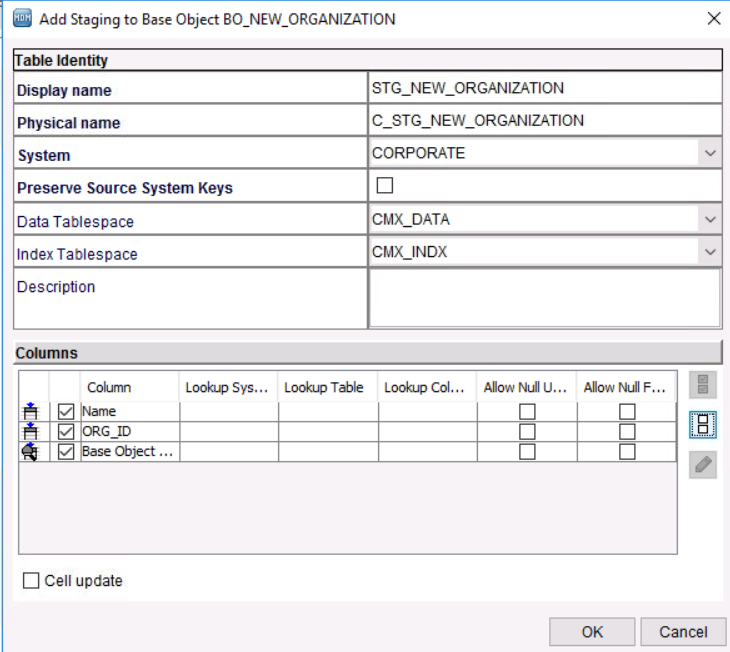 MDM Add Staging to Base Object BO_NEW_ORGANIZATION
Table Identity
Display name STG_NEW_ORGANIZATION
Physical name C_STG_NEW_ORGANIZATION
System CORPORATE
Preserve Source System Keys
Data Tablespace CMX_DATA
Index Tablespace CMX_INDX
Description
Columns
Column Lookup Sys... Lookup Table Lookup Col... Allow Null U... Allow Null F...
Name
ORG_ID
Base Object ...
Cell update
OK Cancel